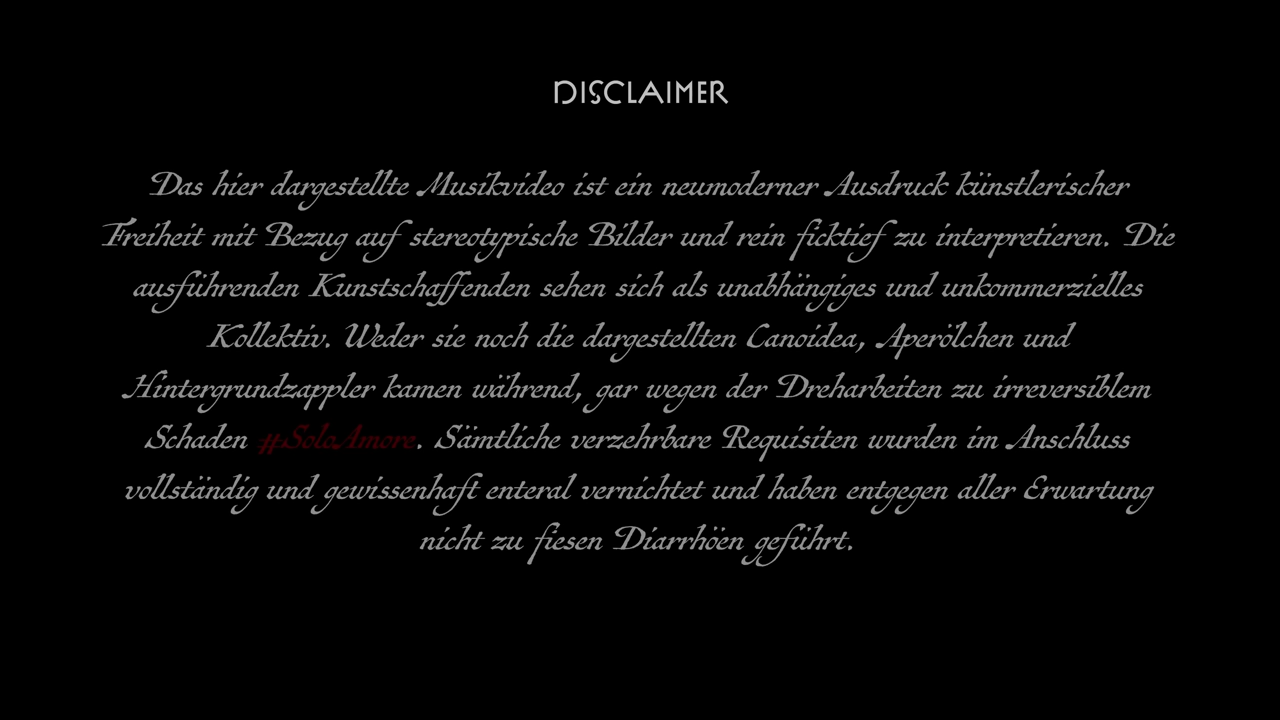 DISCLAIMER
Das hier dargestellte Musikvideo ist ein neumoderner Ausdruck künstlerischer
Freiheit mit Bezug auf stereotypische Bilder und rein ficktief zu interpretieren. Die
ausführenden Kunstschaffenden sehen sich als unabhängiges und unkommerzielles
Kollektiv. Weder sie noch die dargestellten Canoidea, Aperölchen und
Hintergrundzappler kamen während, gar wegen der Dreharbeiten zu irreversiblem
Schaden #SoloAmore. Sämtliche verzehrbare Requisiten wurden im Anschluss
vollständig und gewissenhaft enteral vernichtet und haben entgegen aller Erwartung
nicht zu fiesen Diarrhöen geführt.